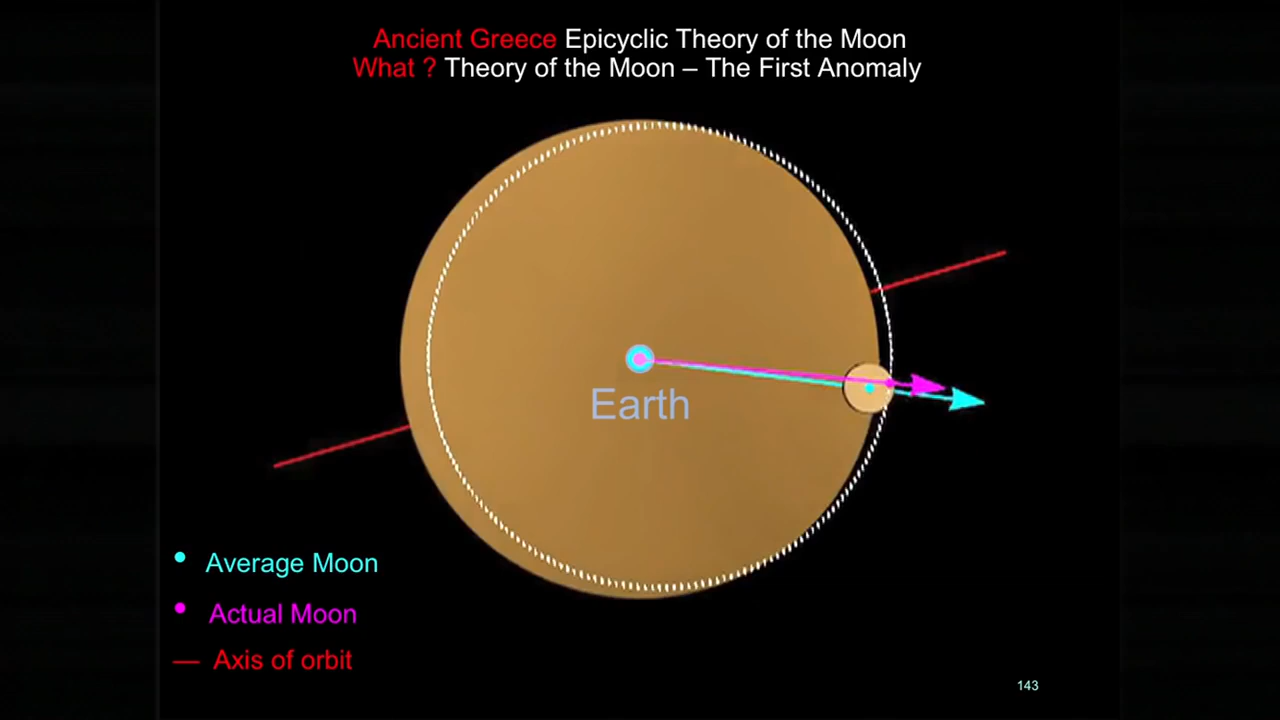 Ancient Greece Epicyclic Theory of the Moon
What ? Theory of the Moon – The First Anomaly
Earth
• Average Moon
• Actual Moon
— Axis of orbit
143